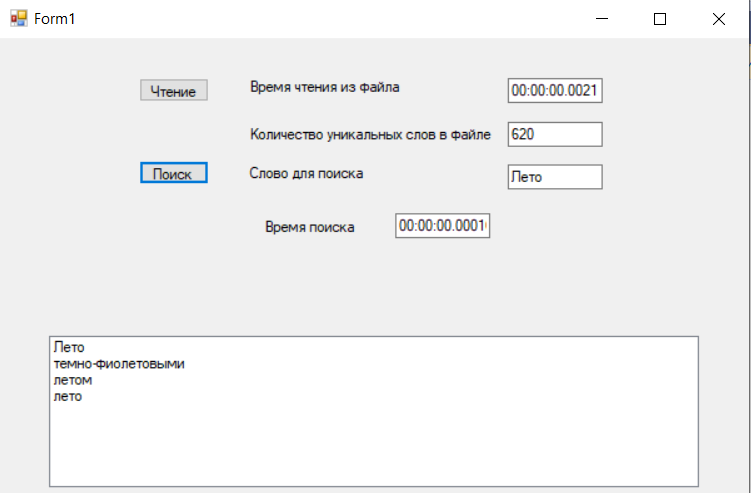 Form1
Чтение
Время чтения из файла
00:00:00.0021
Количество уникальных слов в файле
620
Поиск
Слово для поиска
Лето
Время поиска
00:00:00.0001
Лето
темно-фиолетовыми
летом
лето